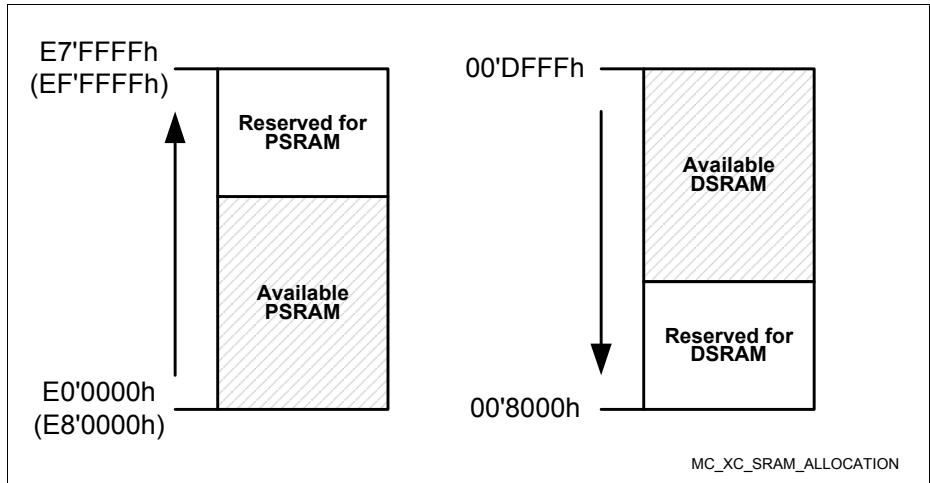 E7'FFFFh
(EF'FFFFh)
Reserved for
PSRAM
Available
PSRAM
E0'0000h
(E8'0000h)
00'DFFFh
Available
DSRAM
Reserved for
DSRAM
00'8000h
MC_XC_SRAM_ALLOCATION